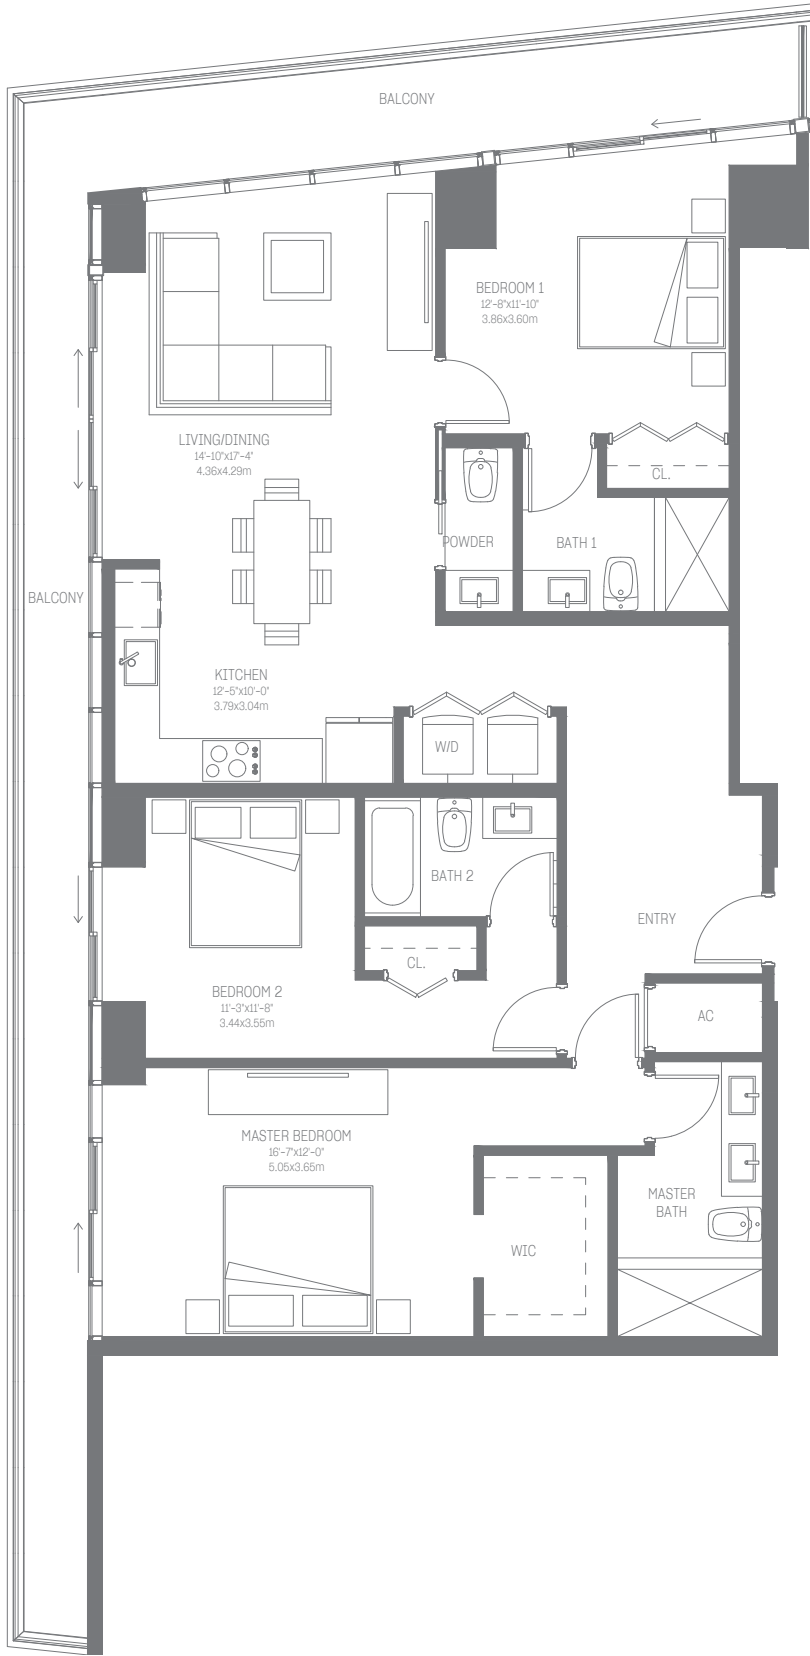 BALCONY
BEDROOM 1
12'-8"x11'-10"
3.86x3.60m
LIVING/DINING
14'-10"x17'-4"
4.36x4.29m
CL.
POWDER
BATH 1
BALCONY
KITCHEN
12'-5"x10'-0"
3.79x3.04m
W/D
BATH 2
ENTRY
CL.
BEDROOM 2
11'-3"x11'-8"
3.44x3.55m
AC
MASTER BEDROOM
16'-7"x12'-0"
5.05x3.65m
MASTER
BATH
WIC